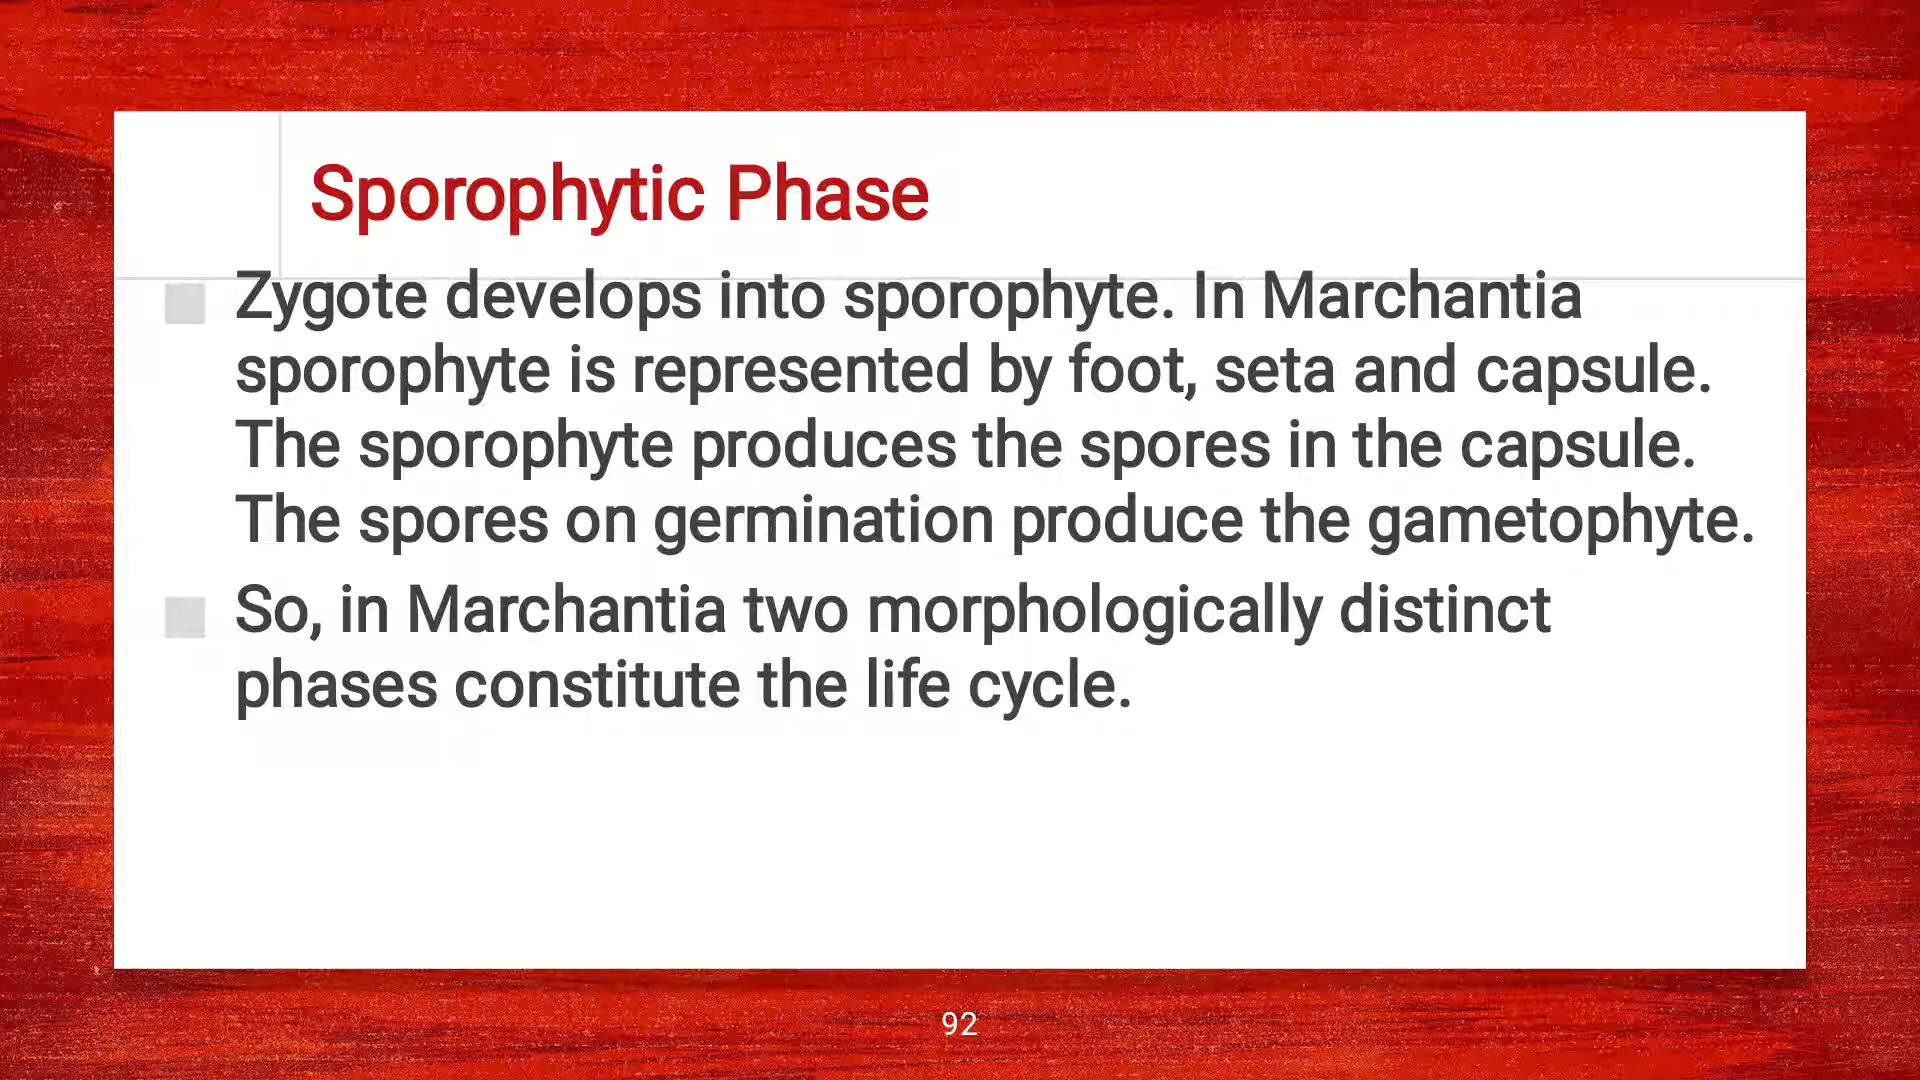 Sporophytic Phase
Zygote develops into sporophyte. In Marchantia
sporophyte is represented by foot, seta and capsule.
The sporophyte produces the spores in the capsule.
The spores on germination produce the gametophyte.
So, in Marchantia two morphologically distinct
phases constitute the life cycle.
92